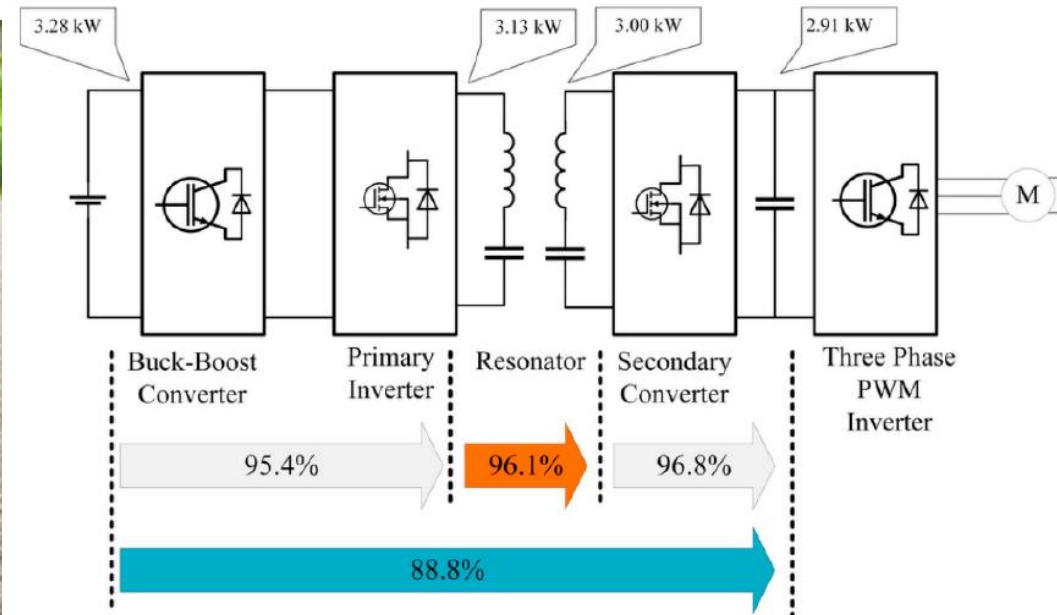 3.28 kW
3.13 kW
3.00 kW
2.91 kW
M
Buck-Boost
Converter
Primary
Inverter
Resonator
Secondary
Converter
Three Phase
PWM
Inverter
95.4%
96.1%
96.8%
88.8%